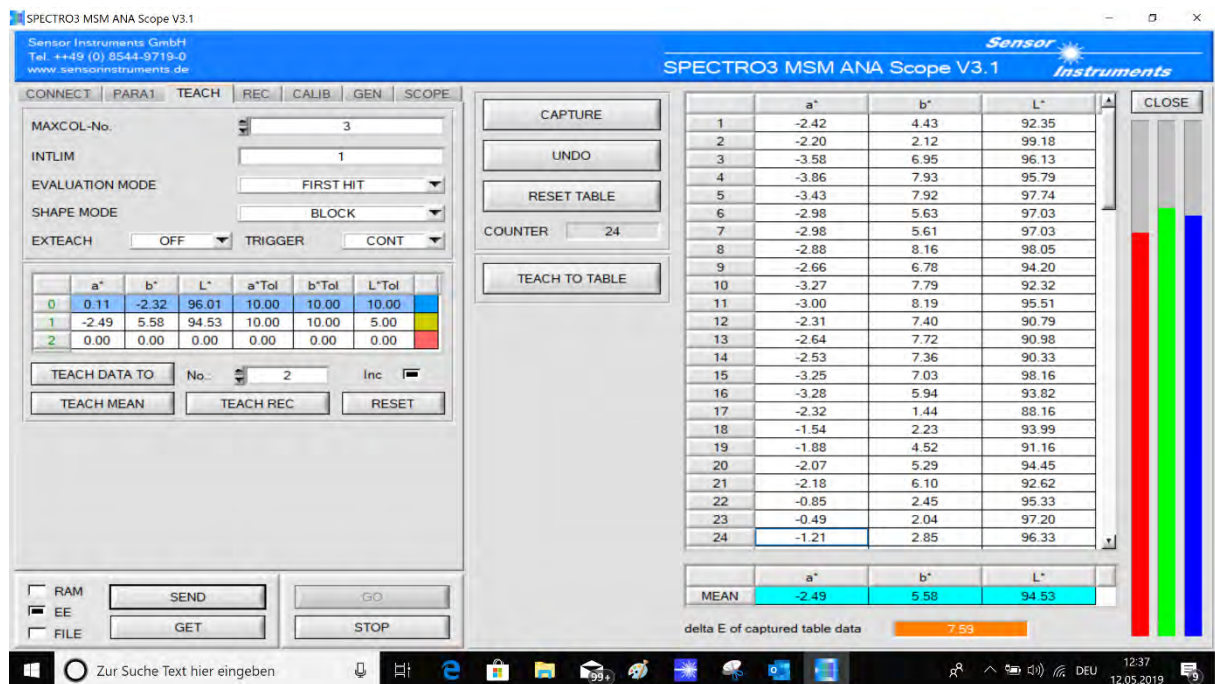 SPECTRO3 MSM ANA Scope V3.1
Sensor Instruments GmbH
Tel. ++49 (0) 8544-9719-0
www.sensorinstruments.de
Sensor
Instruments
SPECTRO3 MSM ANA Scope V3.1
CONNECT PARA1 TEACH REC CALIB GEN SCOPE
MAXCOL-No. 3
INTLIM 1
EVALUATION MODE FIRST HIT
SHAPE MODE BLOCK
EXTEACH OFF TRIGGER CONT
a* b* L* a*Tol b*Tol L*Tol
0 0.11 -2.32 96.01 10.00 10.00 10.00
1 -2.49 5.58 94.53 10.00 10.00 5.00
2 0.00 0.00 0.00 0.00 0.00 0.00
TEACH DATA TO No.: 2 Inc
TEACH MEAN TEACH REC RESET
RAM
EE
FILE
SEND GO
GET STOP
CAPTURE
UNDO
RESET TABLE
COUNTER 24
TEACH TO TABLE
a* b* L*
1 -2.42 4.43 92.35
2 -2.20 2.12 99.18
3 -3.58 6.95 96.13
4 -3.86 7.93 95.79
5 -3.43 7.92 97.74
6 -2.98 5.63 97.03
7 -2.98 5.61 97.03
8 -2.88 8.16 98.05
9 -2.66 6.78 94.20
10 -3.27 7.79 92.32
11 -3.00 8.19 95.51
12 -2.31 7.40 90.79
13 -2.64 7.72 90.98
14 -2.53 7.36 90.33
15 -3.25 7.03 98.16
16 -3.28 5.94 93.82
17 -2.32 1.44 88.16
18 -1.54 2.23 93.99
19 -1.88 4.52 91.16
20 -2.07 5.29 94.45
21 -2.18 6.10 92.62
22 -0.85 2.45 95.33
23 -0.49 2.04 97.20
24 -1.21 2.85 96.33
a* b* L*
MEAN -2.49 5.58 94.53
delta E of captured table data 7.59
CLOSE
Zur Suche Text hier eingeben
99+
DEU
12:37
12.05.2019
9